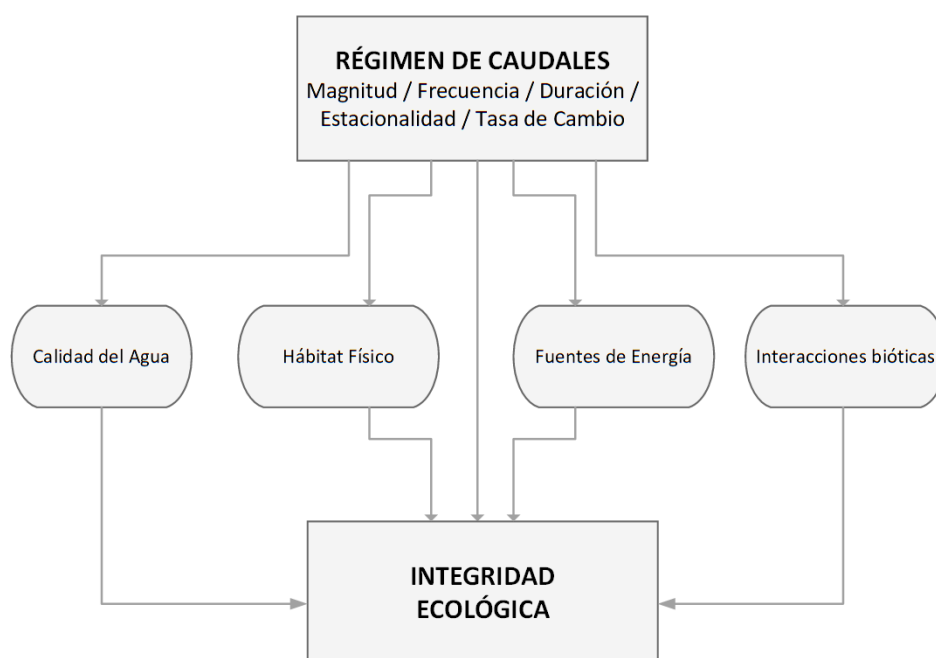 RÉGIMEN DE CAUDALES
Magnitud / Frecuencia / Duración /
Estacionalidad / Tasa de Cambio
Calidad del Agua
Hábitat Físico
Fuentes de Energía
Interacciones bióticas
INTEGRIDAD
ECOLÓGICA